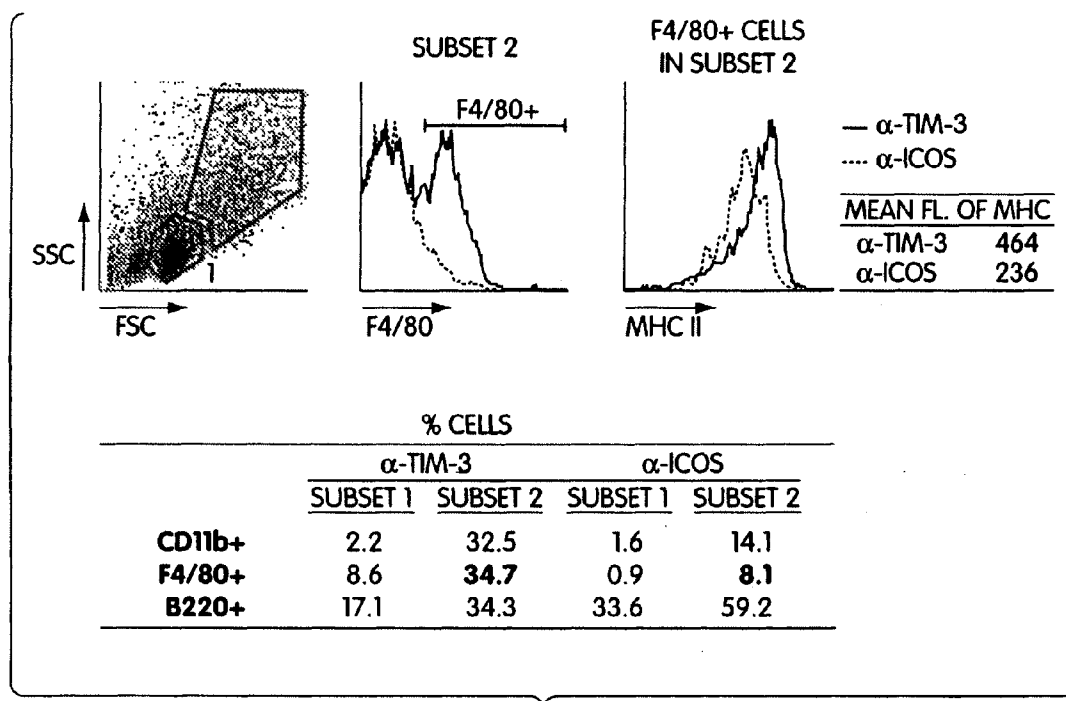 SUBSET 2
F4/80+ CELLS
IN SUBSET 2
F4/80+
α-TIM-3
α-ICOS
SSC
2
1
FSC
F4/80
MHC II
MEAN FL. OF MHC
α-TIM-3 464
α-ICOS 236
% CELLS
α-TIM-3 α-ICOS
SUBSET 1 SUBSET 2 SUBSET 1 SUBSET 2
CD11b+ 2.2 32.5 1.6 14.1
F4/80+ 8.6 34.7 0.9 8.1
B220+ 17.1 34.3 33.6 59.2